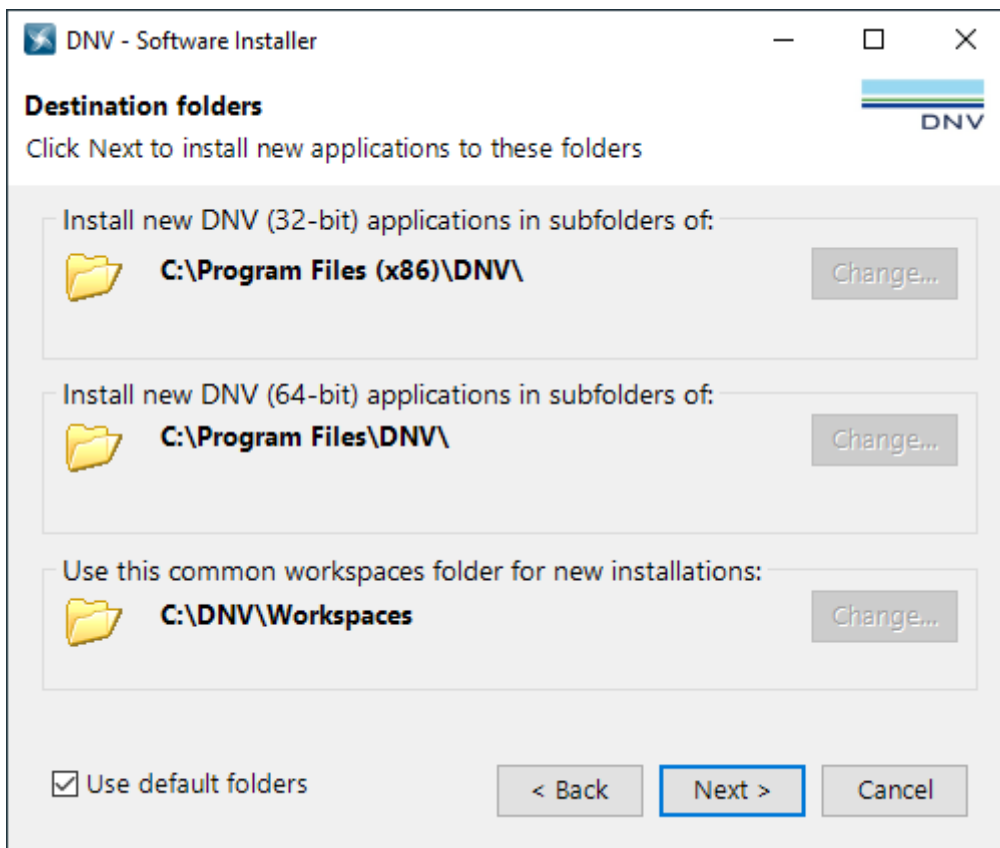 DNV - Software Installer
Destination folders
DNV
Click Next to install new applications to these folders
Install new DNV (32-bit) applications in subfolders of:
C:\Program Files (x86)\DNV\
Change...
Install new DNV (64-bit) applications in subfolders of:
C:\Program Files\DNV\
Change...
Use this common workspaces folder for new installations:
C:\DNV\Workspaces
Change...
Use default folders
< Back
Next >
Cancel